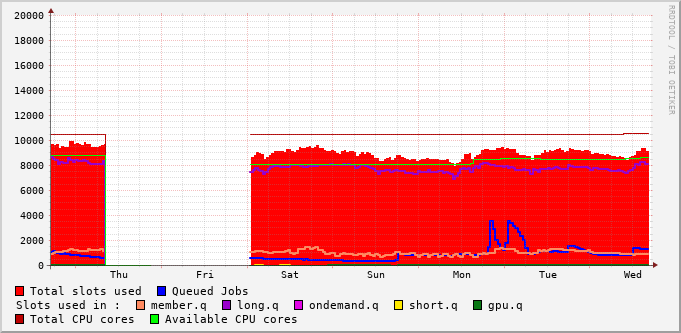 20000
18000
16000
14000
12000
10000
8000
6000
4000
2000
0
Thu Fri Sat Sun Mon Tue Wed
RRDTOOL / TOBI OETIKER
Total slots used Queued Jobs
Slots used in : member.q long.q ondemand.q short.q gpu.q
Total CPU cores Available CPU cores